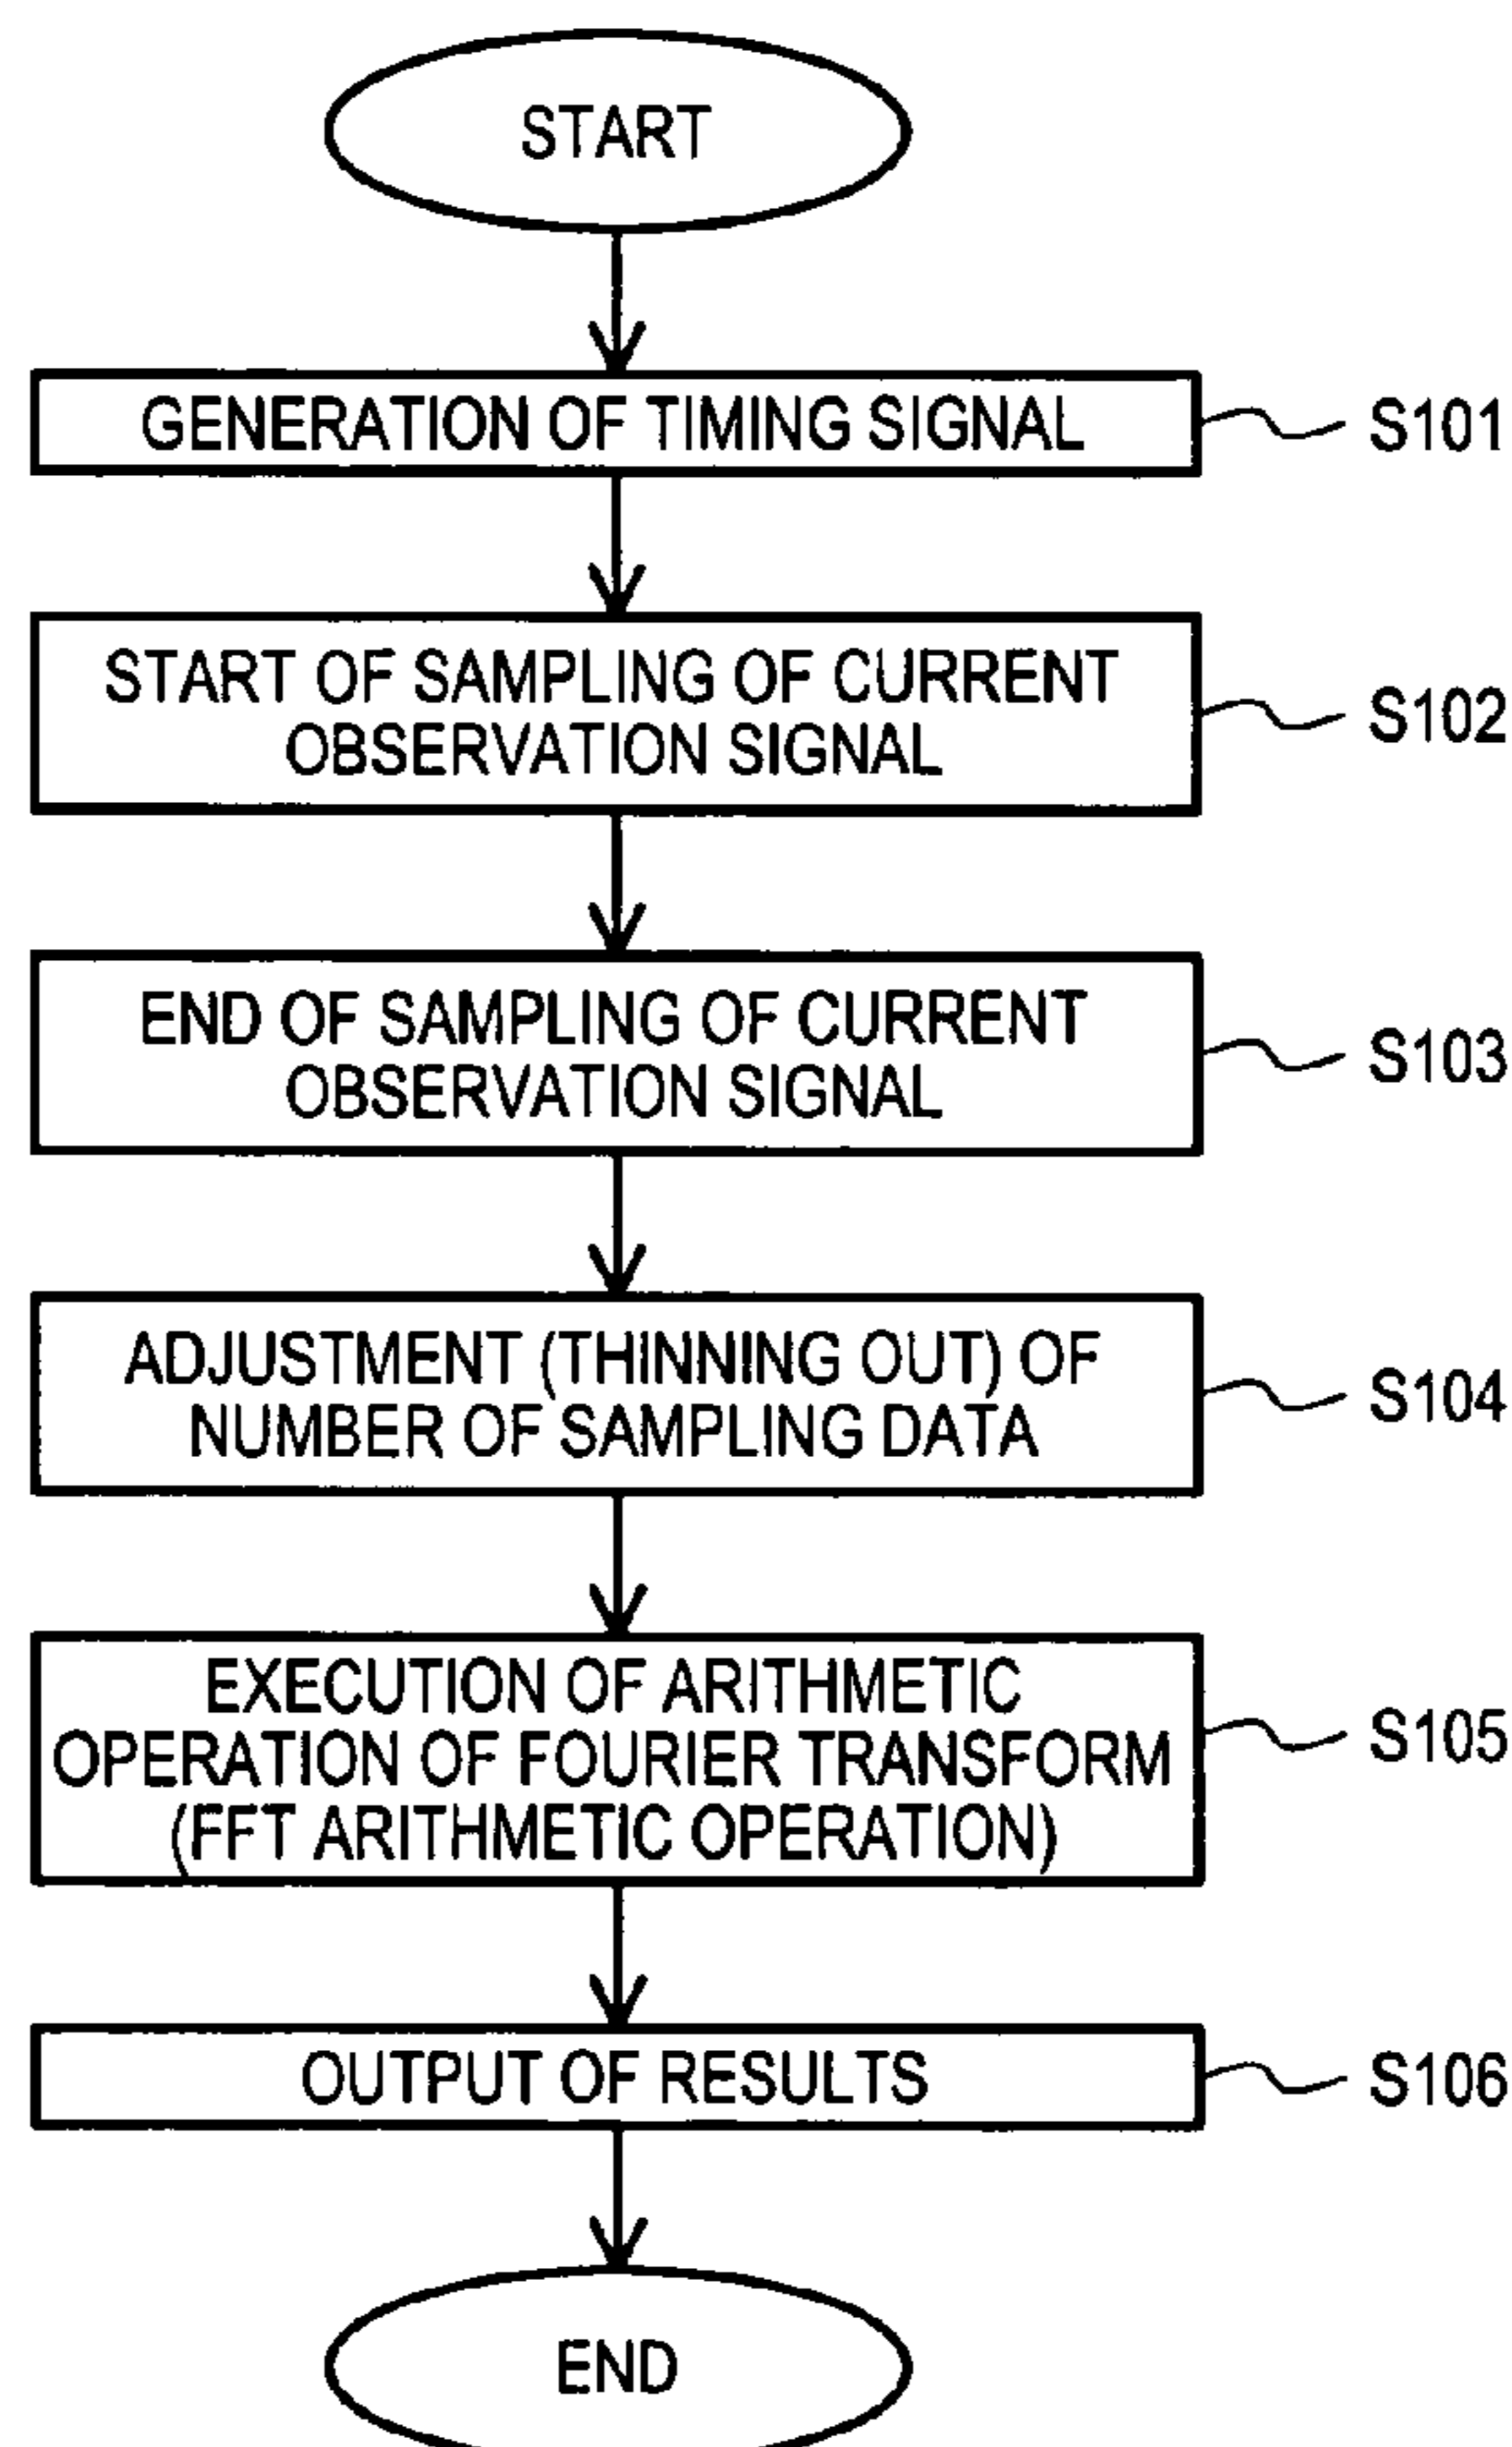 START
GENERATION OF TIMING SIGNAL
S101
START OF SAMPLING OF CURRENT
OBSERVATION SIGNAL
S102
END OF SAMPLING OF CURRENT
OBSERVATION SIGNAL
S103
ADJUSTMENT (THINNING OUT) OF
NUMBER OF SAMPLING DATA
S104
EXECUTION OF ARITHMETIC
OPERATION OF FOURIER TRANSFORM
(FFT ARITHMETIC OPERATION)
S105
OUTPUT OF RESULTS
S106
END